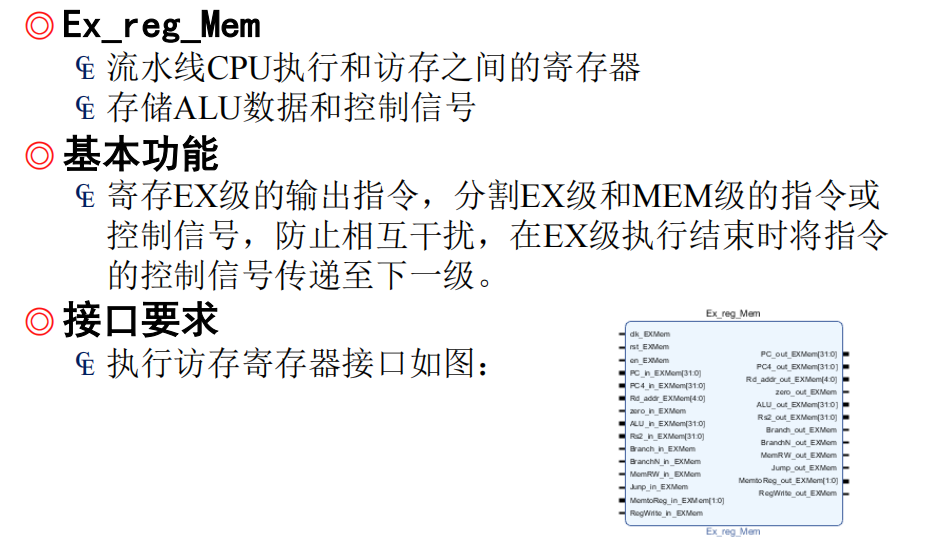 Ex_reg_Mem
流水线CPU执行和访存之间的寄存器
存储ALU数据和控制信号
基本功能
寄存EX级的输出指令，分割EX级和MEM级的指令或
控制信号，防止相互干扰，在EX级执行结束时将指令
的控制信号传递至下一级。
接口要求
执行访存寄存器接口如图：
Ex_reg_Mem
clk_EXMem
rst_EXMem
en_EXMem
PC_in_EXMem[31:0]
PC4_in_EXMem[31:0]
Rd_addr_EXMem[4:0]
zero_in_EXMem
ALU_in_EXMem[31:0]
Rs2_in_EXMem[31:0]
Branch_in_EXMem
BranchN_in_EXMem
MemRW_in_EXMem
Jump_in_EXMem
MemtoReg_in_EXMem[1:0]
RegWrite_in_EXMem
PC_out_EXMem[31:0]
PC4_out_EXMem[31:0]
Rd_addr_out_EXMem[4:0]
zero_out_EXMem
ALU_out_EXMem[31:0]
Rs2_out_EXMem[31:0]
Branch_out_EXMem
BranchN_out_EXMem
MemRW_out_EXMem
Jump_out_EXMem
MemtoReg_out_EXMem[1:0]
RegWrite_out_EXMem
Ex_reg_Mem